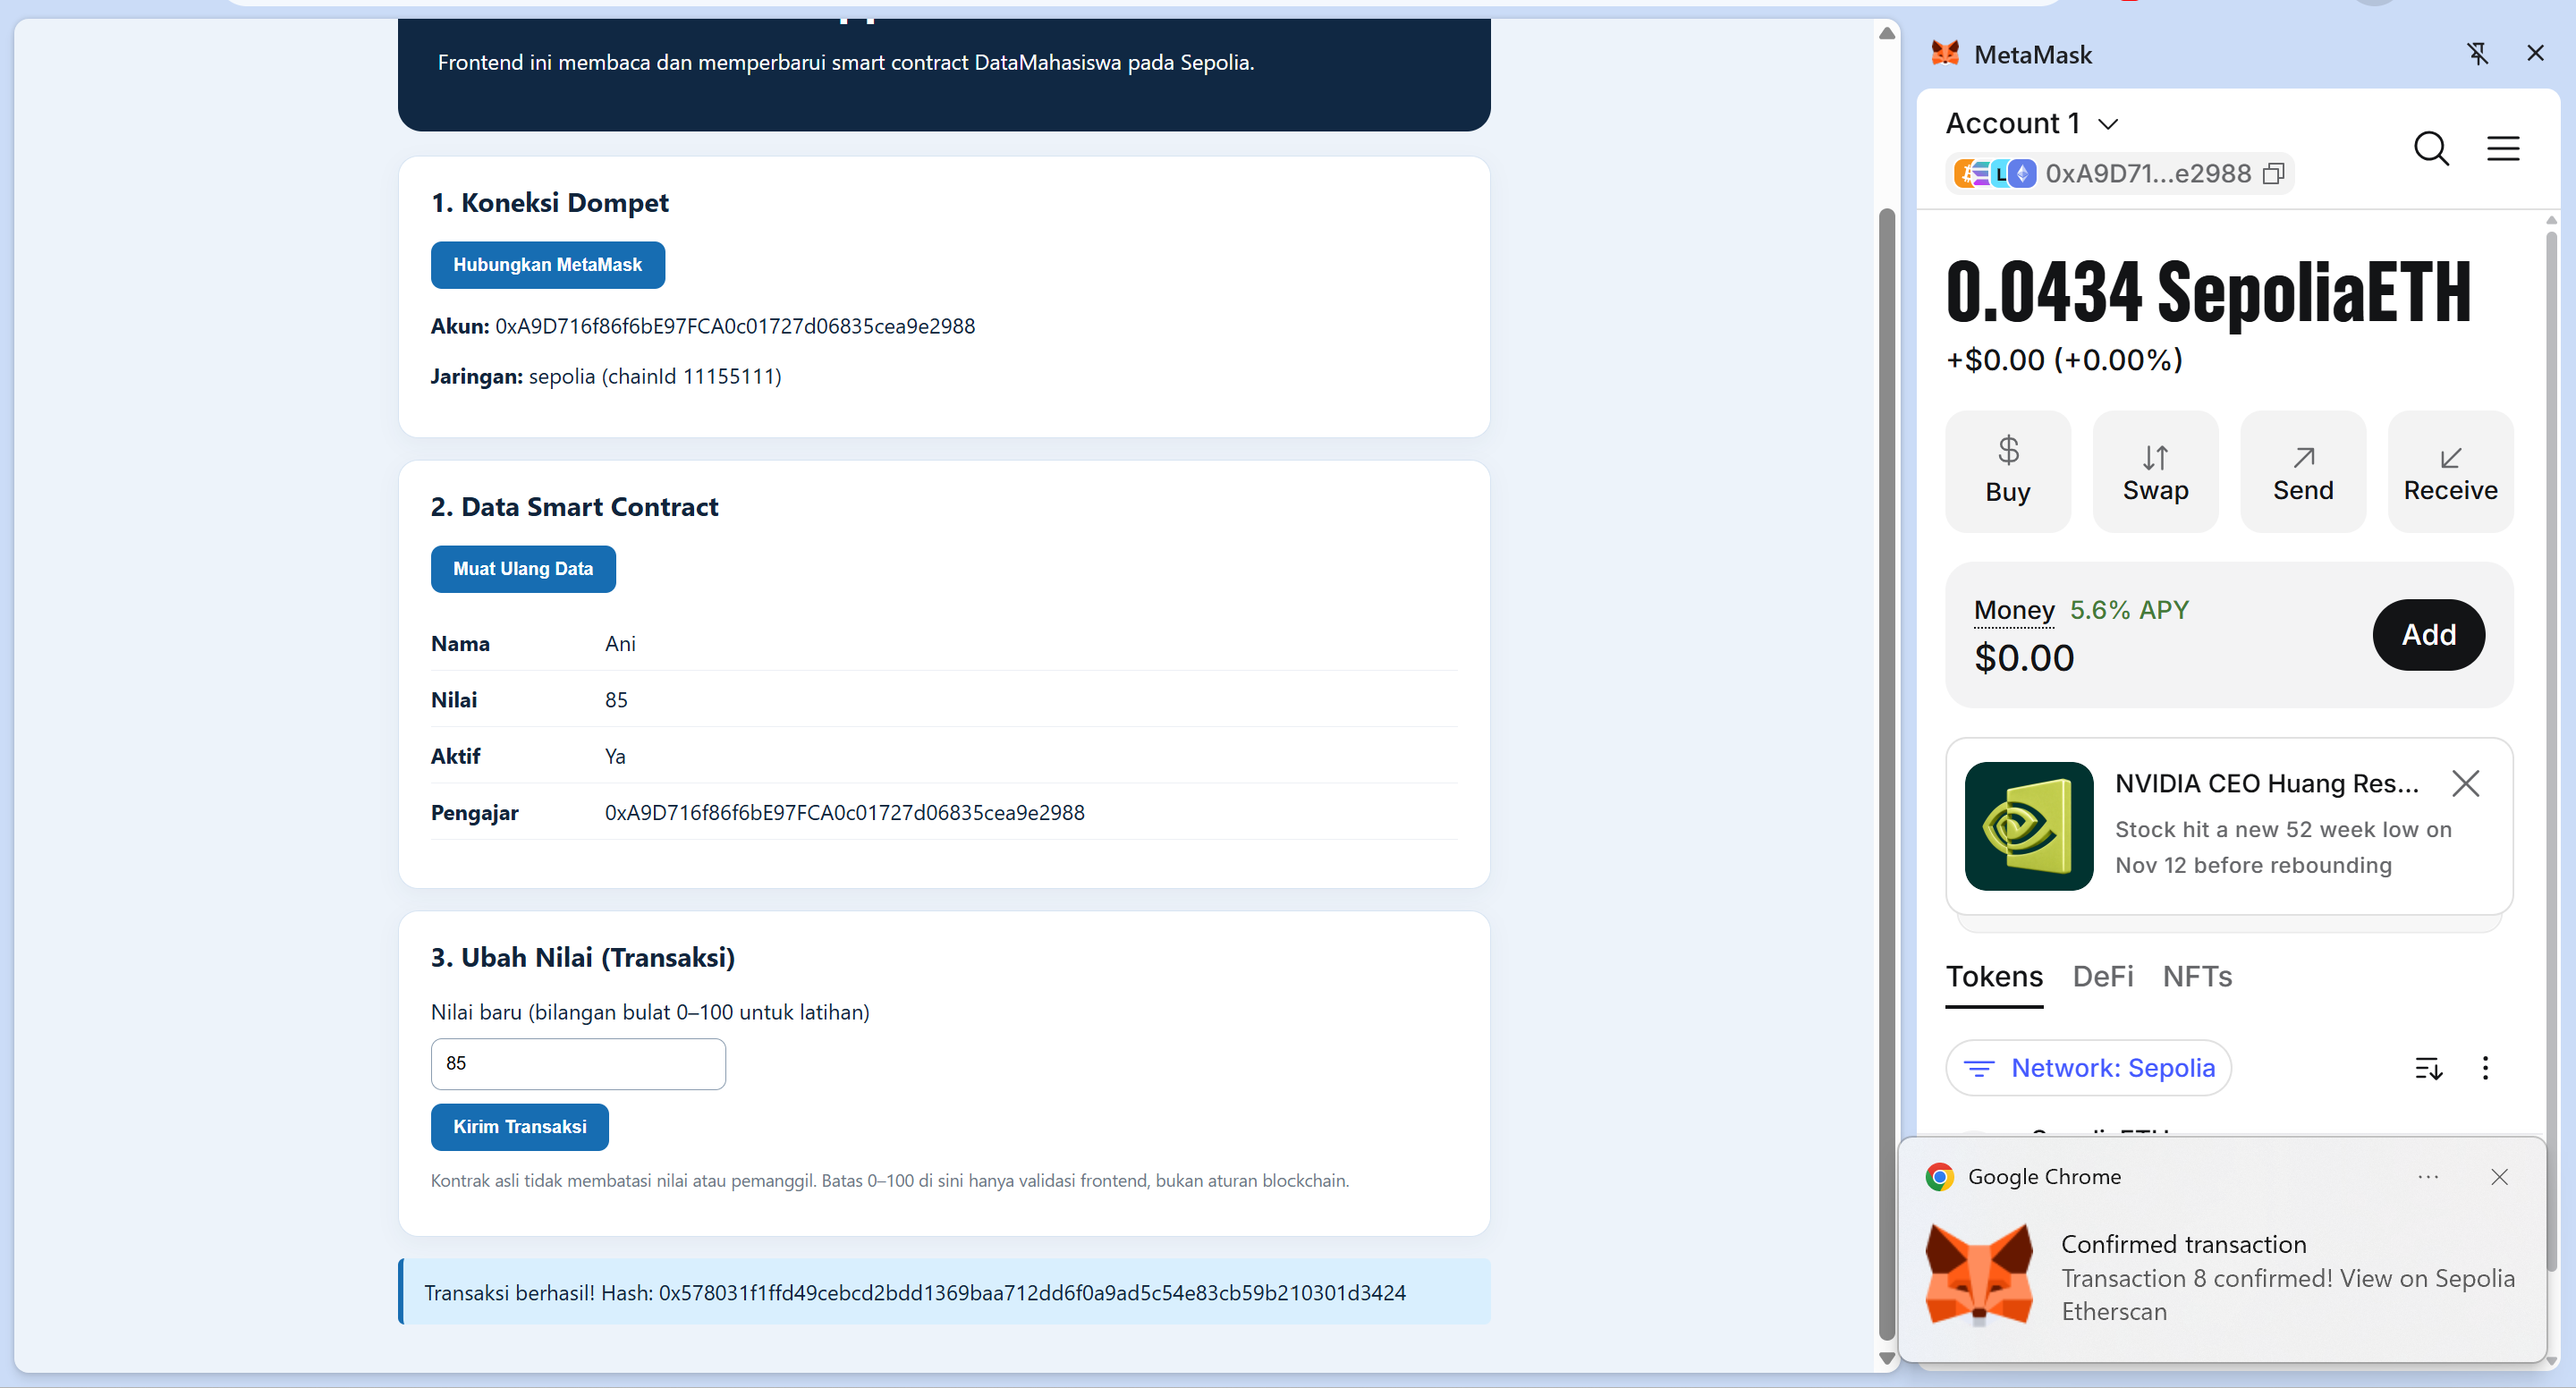 Frontend ini membaca dan memperbarui smart contract DataMahasiswa pada Sepolia.
1. Koneksi Dompet
Hubungkan MetaMask
Akun: 0xA9D716f86f6bE97FCA0c01727d06835cea9e2988
Jaringan: sepolia (chainId 11155111)
2. Data Smart Contract
Muat Ulang Data
Nama Ani
Nilai 85
Aktif Ya
Pengajar 0xA9D716f86f6bE97FCA0c01727d06835cea9e2988
3. Ubah Nilai (Transaksi)
Nilai baru (bilangan bulat 0–100 untuk latihan)
85
Kirim Transaksi
Kontrak asli tidak membatasi nilai atau pemanggil. Batas 0–100 di sini hanya validasi frontend, bukan aturan blockchain.
Transaksi berhasil! Hash: 0x578031f1ffd49cebcd2bdd1369baa712dd6f0a9ad5c54e83cb59b210301d3424
MetaMask
Account 1
0xA9D71...e2988
0.0434 SepoliaETH
+$0.00 (+0.00%)
Buy
Swap
Send
Receive
Money 5.6% APY
$0.00
Add
NVIDIA CEO Huang Res...
Stock hit a new 52 week low on
Nov 12 before rebounding
Tokens DeFi NFTs
Network: Sepolia
Google Chrome
Confirmed transaction
Transaction 8 confirmed! View on Sepolia
Etherscan